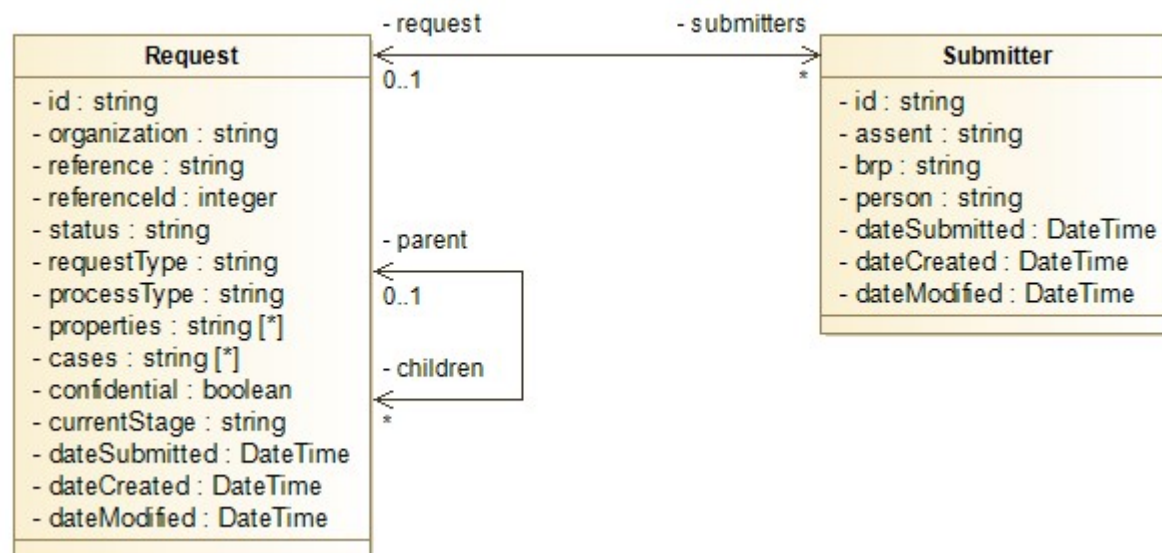 - request
- submitters
0..1
*
Request
- id : string
- organization : string
- reference : string
- referenceId : integer
- status : string
- requestType : string
- processType : string
- properties : string [*]
- cases : string [*]
- confidential : boolean
- currentStage : string
- dateSubmitted : DateTime
- dateCreated : DateTime
- dateModified : DateTime
- parent
0..1
- children
*
Submitter
- id : string
- assent : string
- brp : string
- person : string
- dateSubmitted : DateTime
- dateCreated : DateTime
- dateModified : DateTime